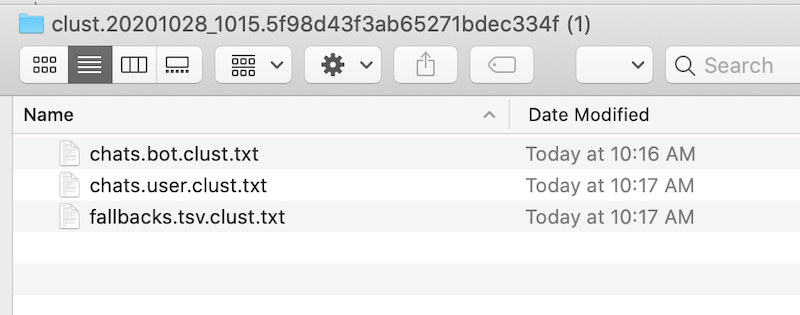 clust.20201028_1015.5f98d43f3ab65271bdec334f (1)
Search
Name Date Modified
chats.bot.clust.txt Today at 10:16 AM
chats.user.clust.txt Today at 10:17 AM
fallbacks.tsv.clust.txt Today at 10:17 AM